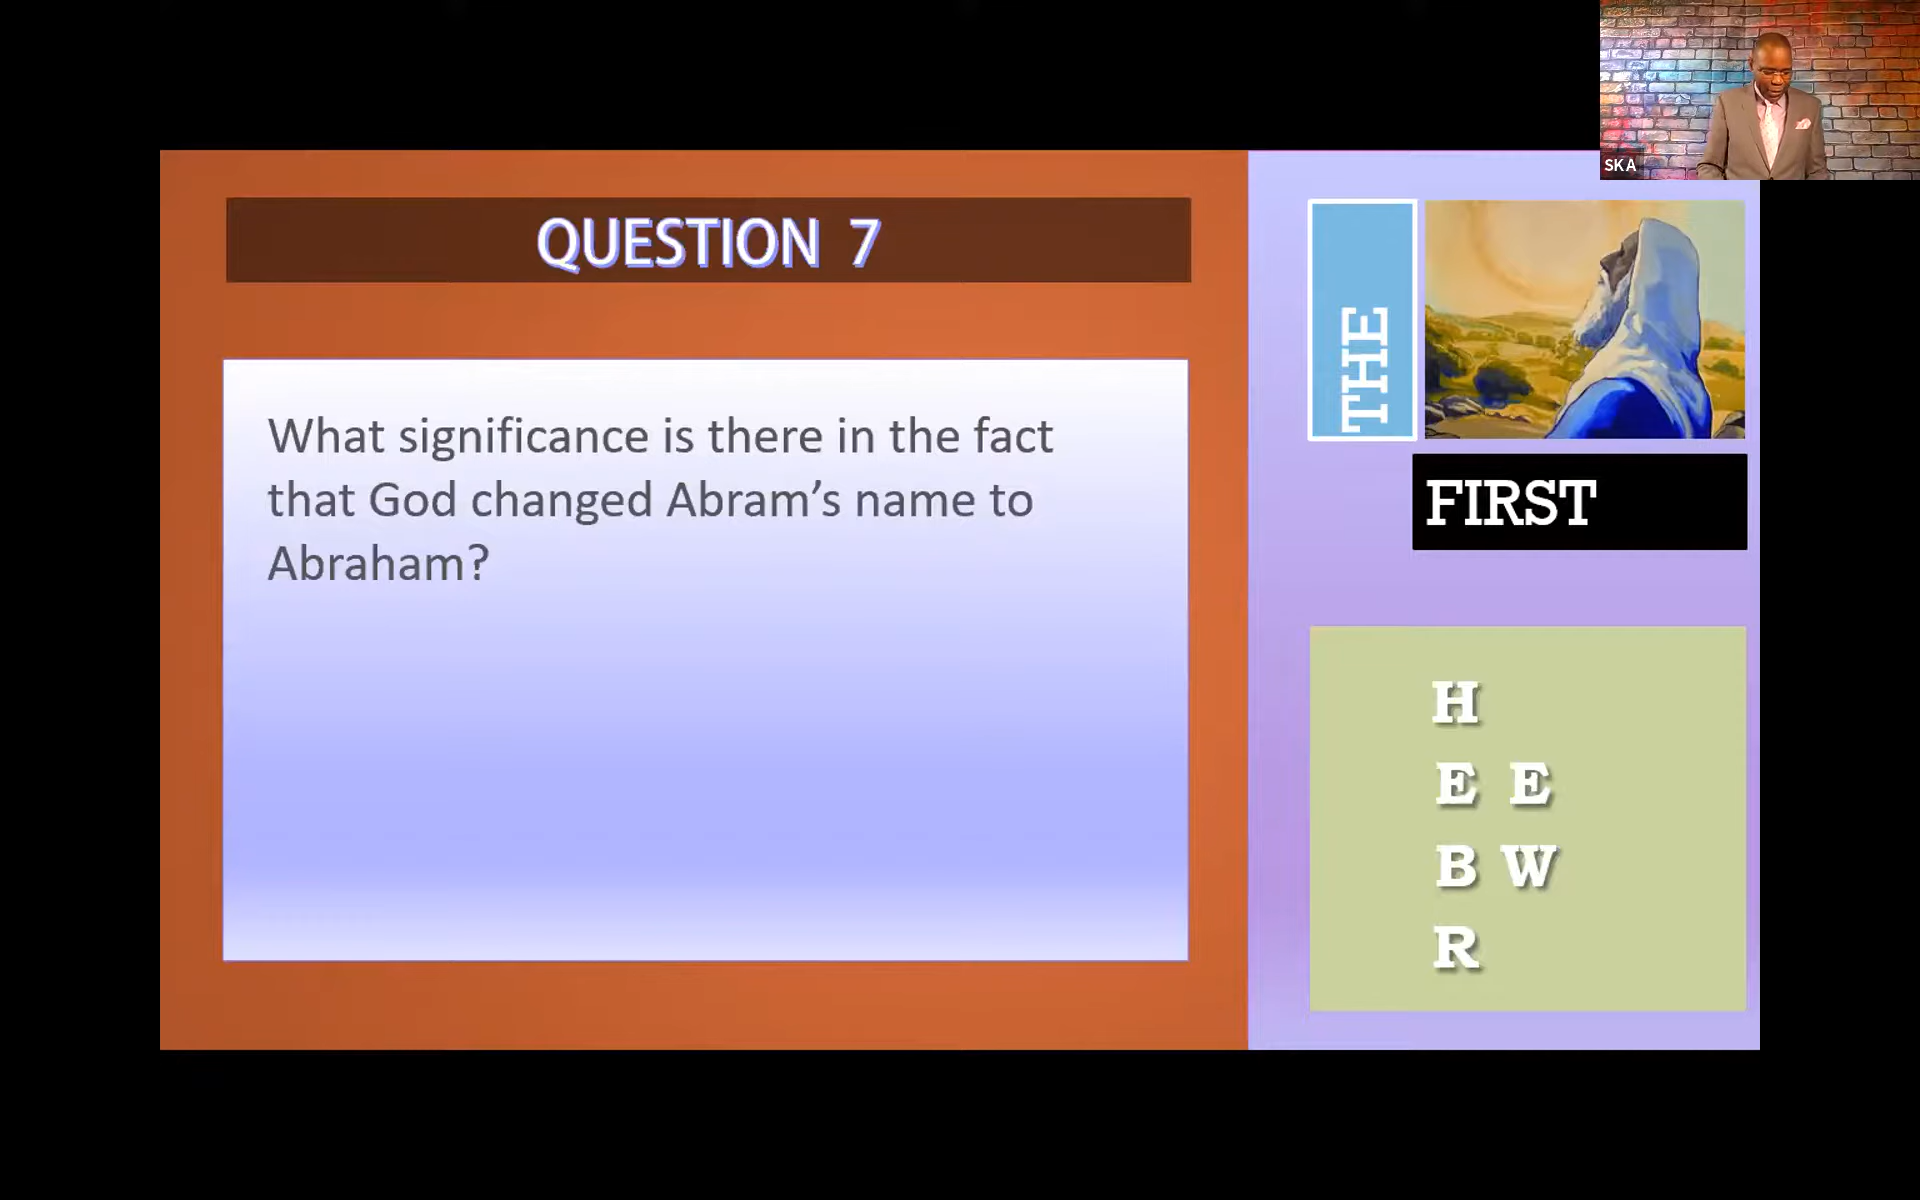 SKA
QUESTION 7
What significance is there in the fact
that God changed Abram’s name to
Abraham?
THE
FIRST
H
E E
B W
R